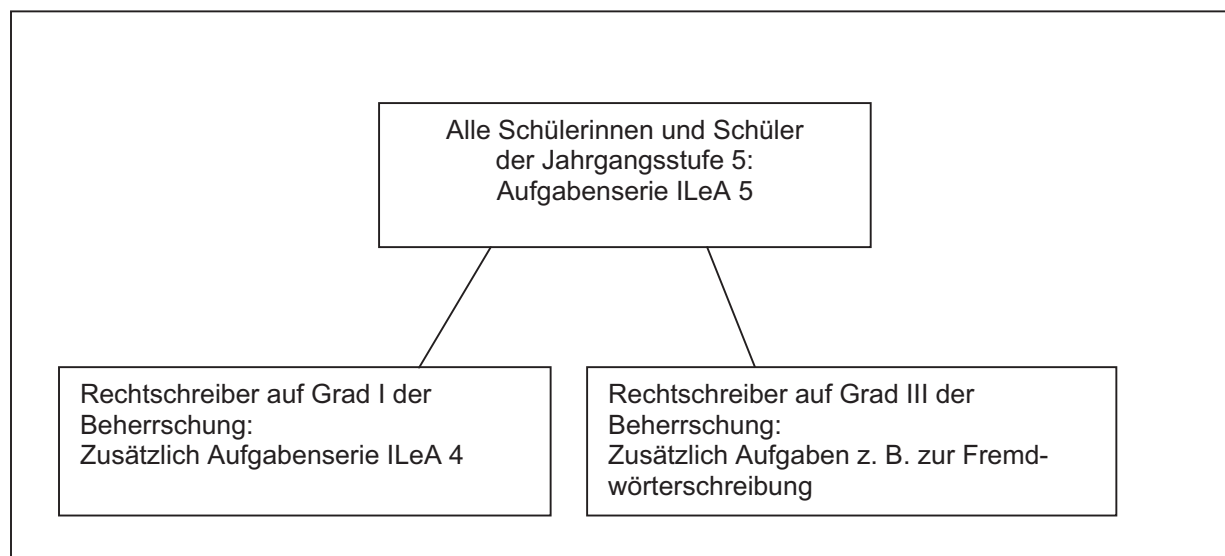 Alle Schülerinnen und Schüler
der Jahrgangsstufe 5:
Aufgabenserie ILeA 5
Rechtschreiber auf Grad I der
Beherrschung:
Zusätzlich Aufgabenserie ILeA 4
Rechtschreiber auf Grad III der
Beherrschung:
Zusätzlich Aufgaben z. B. zur Fremd-
wörterschreibung